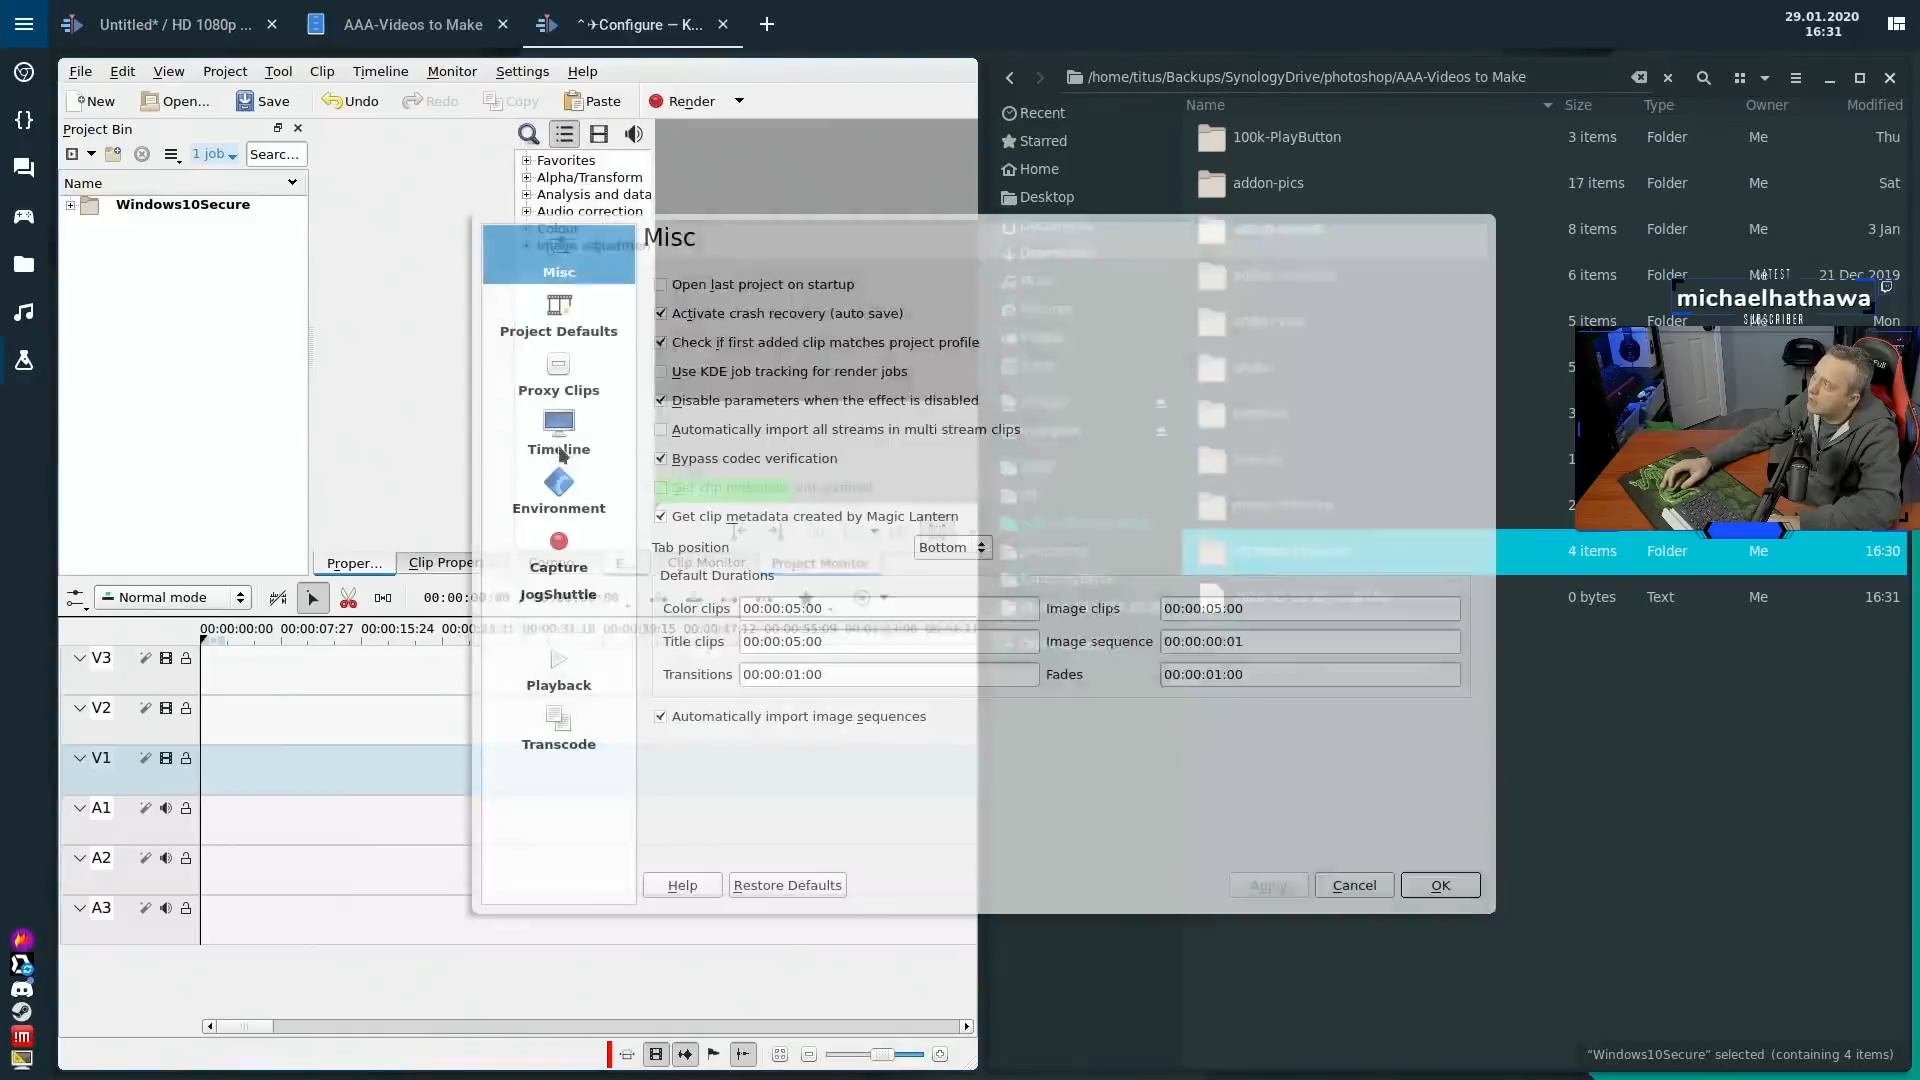 Untitled* / HD 1080p ...
AAA-Videos to Make
^✈Configure — K...
29.01.2020
16:31
File Edit View Project Tool Clip Timeline Monitor Settings Help
New Open... Save Undo Redo Copy Paste Render
Project Bin
1 job
Searc...
Name
Windows10Secure
Favorites
Alpha/Transform
Analysis and data
Audio correction
Colour
/home/titus/Backups/SynologyDrive/photoshop/AAA-Videos to Make
Recent
Starred
Home
Desktop
Name Size Type Owner Modified
100k-PlayButton 3 items Folder Me Thu
addon-pics 17 items Folder Me Sat
8 items Folder Me 3 Jan
6 items Folder Me 21 Dec 2019
5 items Folder Me Mon
4 items Folder Me 16:30
0 bytes Text Me 16:31
LATEST
michaelhathawa
SUBSCRIBER
Misc
Project Defaults
Proxy Clips
Timeline
Environment
Capture
JogShuttle
Playback
Transcode
Misc
Open last project on startup
Activate crash recovery (auto save)
Check if first added clip matches project profile
Use KDE job tracking for render jobs
Disable parameters when the effect is disabled
Automatically import all streams in multi stream clips
Bypass codec verification
Get clip metadata created by Magic Lantern
Tab position Bottom
Default Durations
Color clips 00:00:05:00 Image clips 00:00:05:00
Title clips 00:00:05:00 Image sequence 00:00:00:01
Transitions 00:00:01:00 Fades 00:00:01:00
Automatically import image sequences
Help Restore Defaults Apply Cancel OK
Proper... Clip Proper
Clip Monitor Project Monitor
Normal mode
00:00:00:00 00:00:07:27 00:00:15:24
V3
V2
V1
A1
A2
A3
"Windows10Secure" selected (containing 4 items)